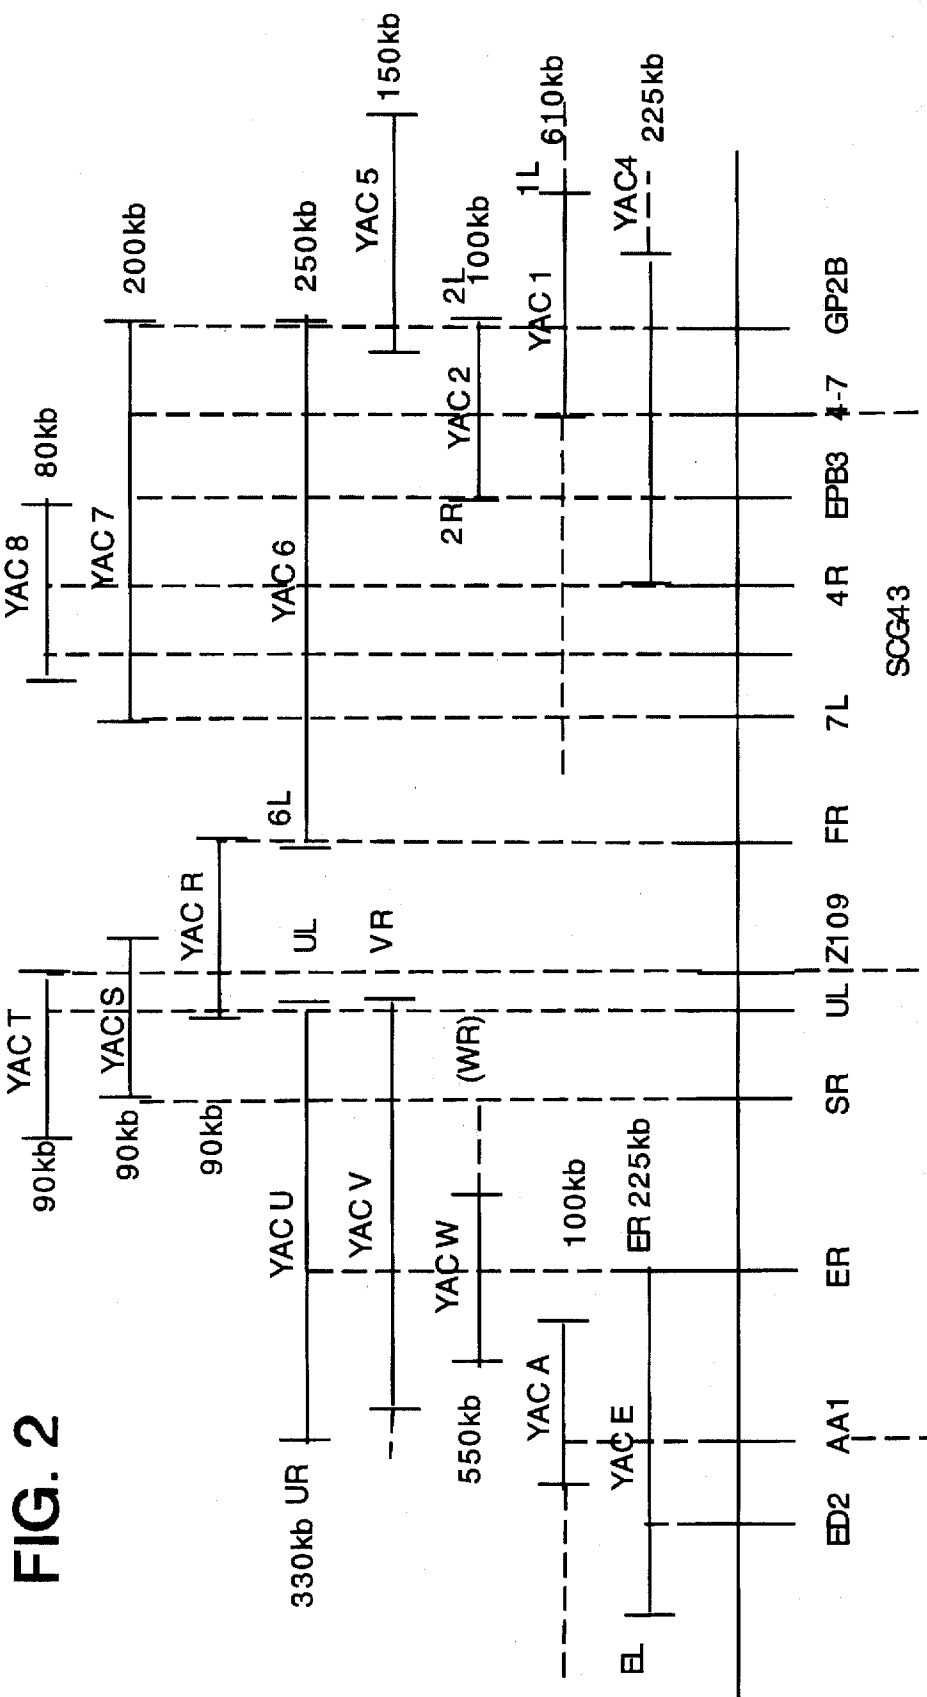 FIG. 2
YAC T
90kb
YAC 8
80kb
YAC S
90kb
YAC 7
200kb
YAC R
90kb
330kb UR
YAC U
UL
6L
YAC 6
250kb
YAC V
VR
YAC 5
150kb
550kb
YAC W
(WR)
2R
YAC 2
2L
100kb
YAC A
100kb
YAC 1
1L
610kb
EL
YAC E
ER 225kb
YAC4
225kb
ED2
AA1
ER
SR
UL
Z109
FR
7L
4R
EPB3
4-7
GP2B
SCG43